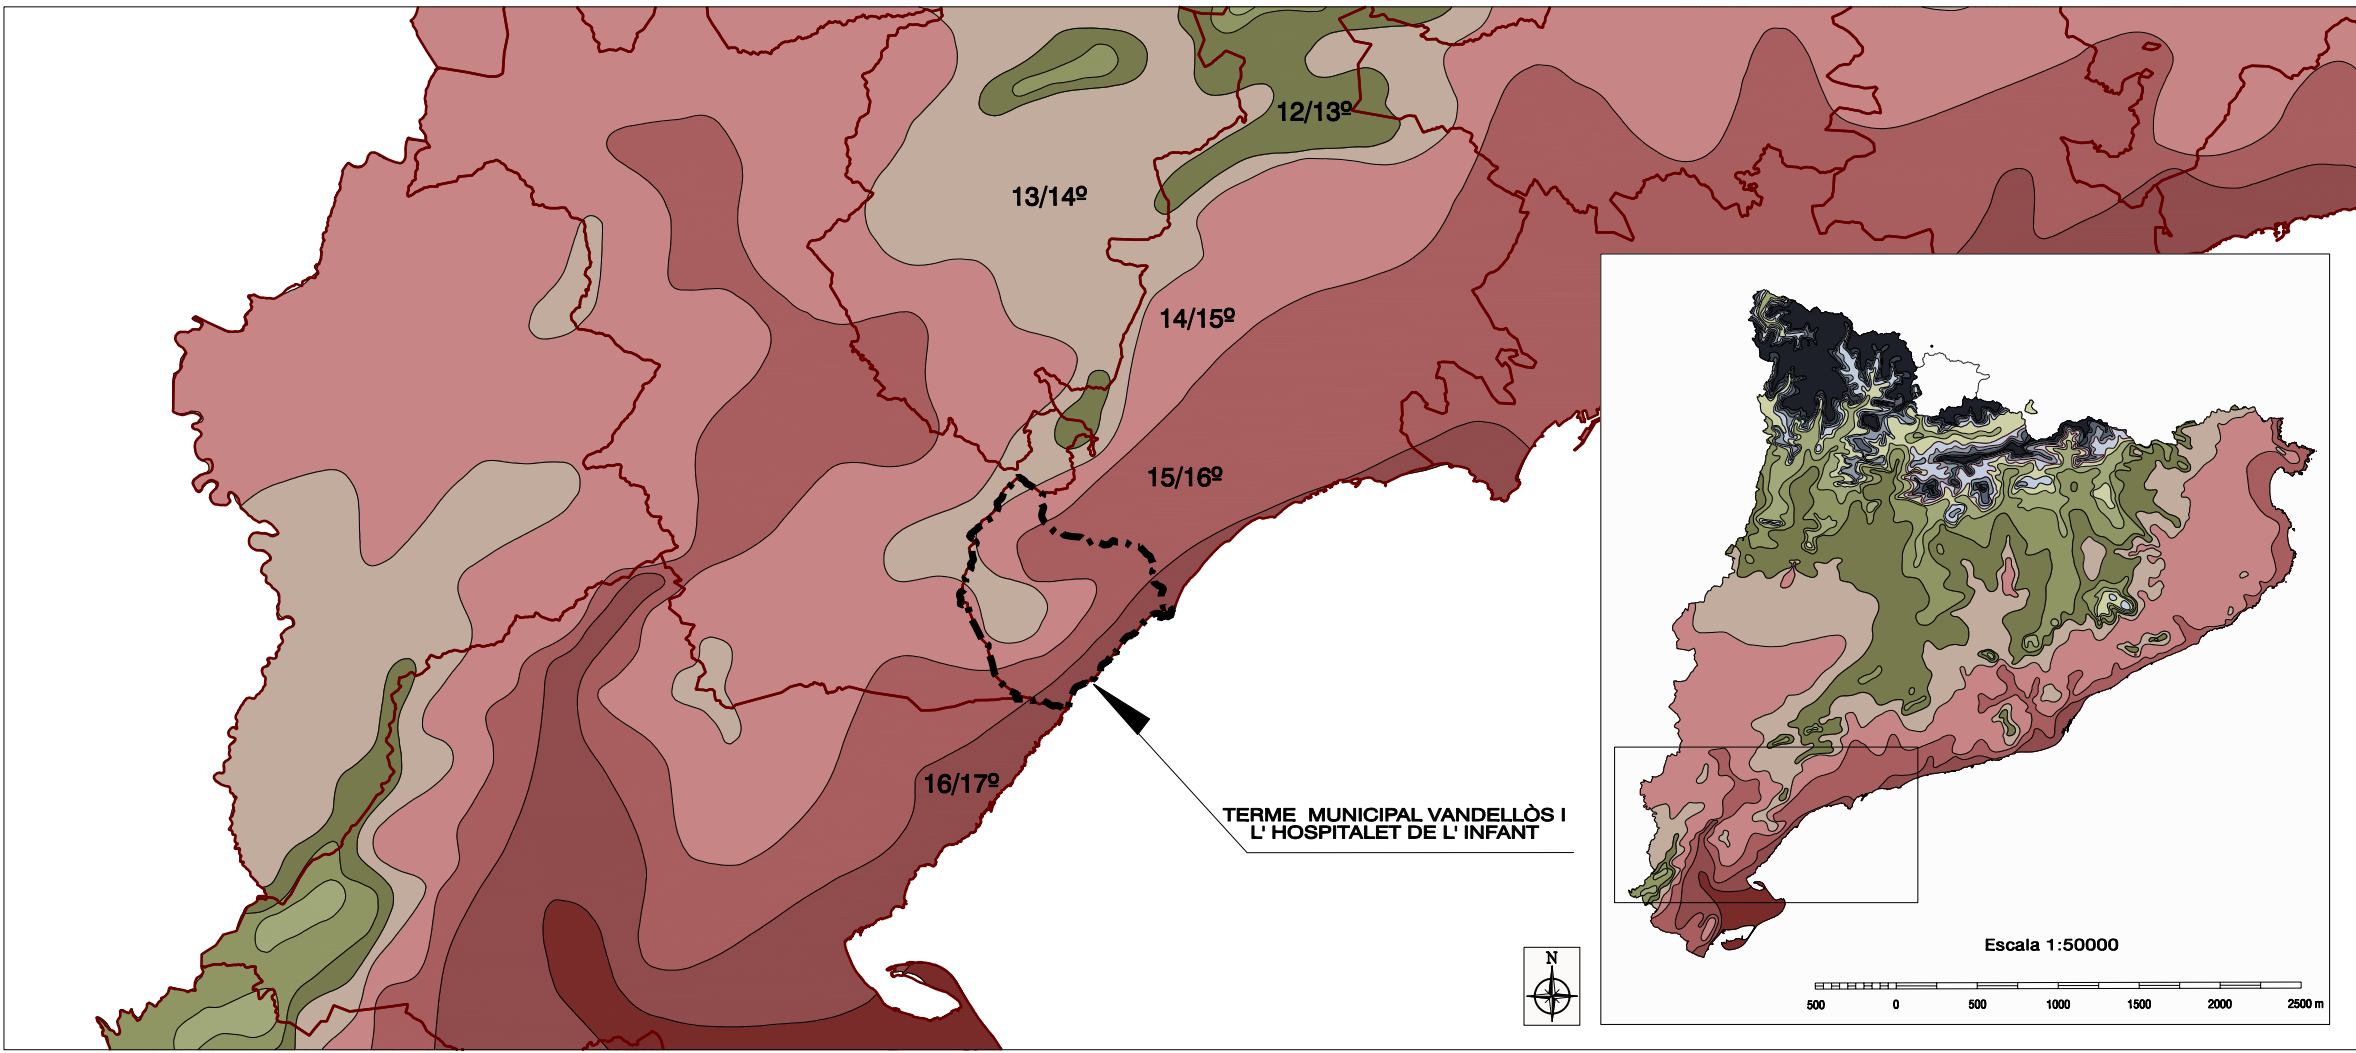 12/13º
13/14º
14/15º
15/16º
16/17º
TERME MUNICIPAL VANDELLÒS I
L' HOSPITALET DE L' INFANT
N
Escala 1:50000
500 0 500 1000 1500 2000 2500 m